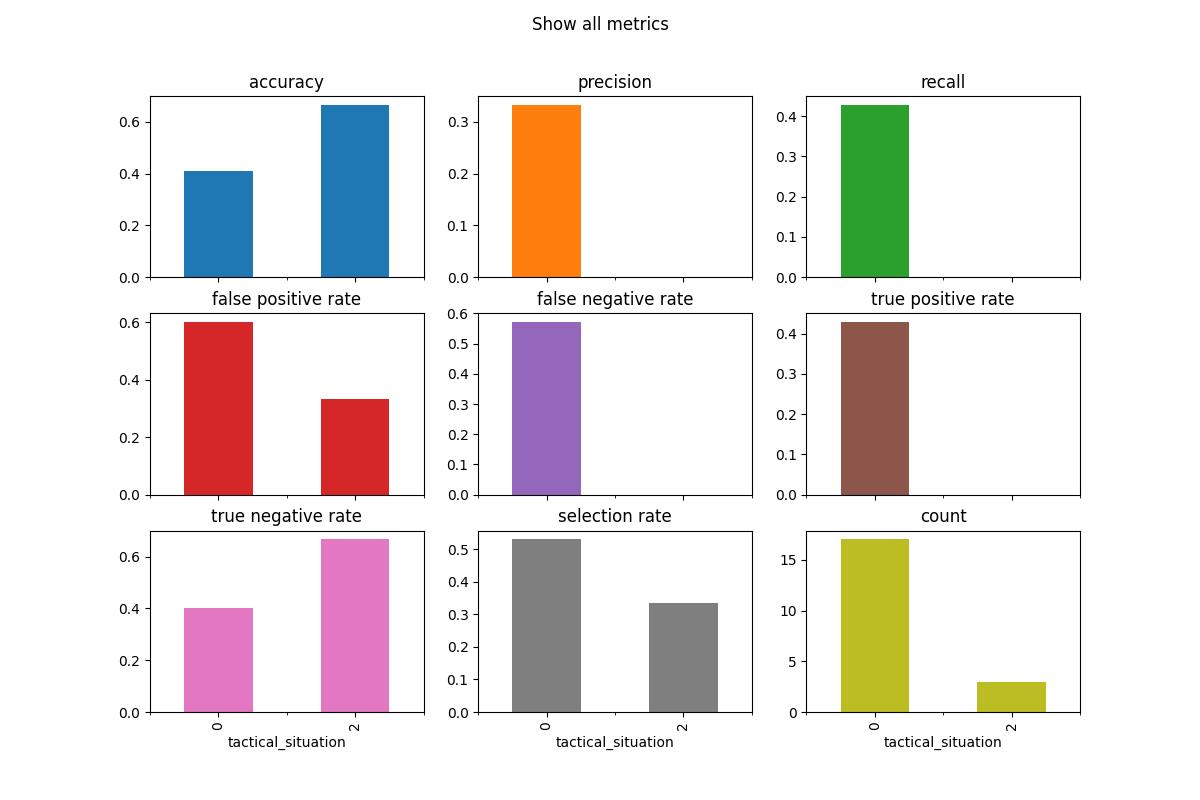 Show all metrics
accuracy precision recall
0.6 0.3 0.4
0.4 0.2 0.3
0.2 0.1 0.2
0.0 0.0 0.1
0.0
false positive rate false negative rate true positive rate
0.6 0.6 0.4
0.4 0.5 0.3
0.2 0.4 0.2
0.0 0.3 0.1
0.2 0.0
0.1
0.0
true negative rate selection rate count
0.6 0.5 15
0.4 0.4 10
0.2 0.3 5
0.0 0.2 0
0.1
0.0
0 2 0 2 0 2
tactical_situation tactical_situation tactical_situation